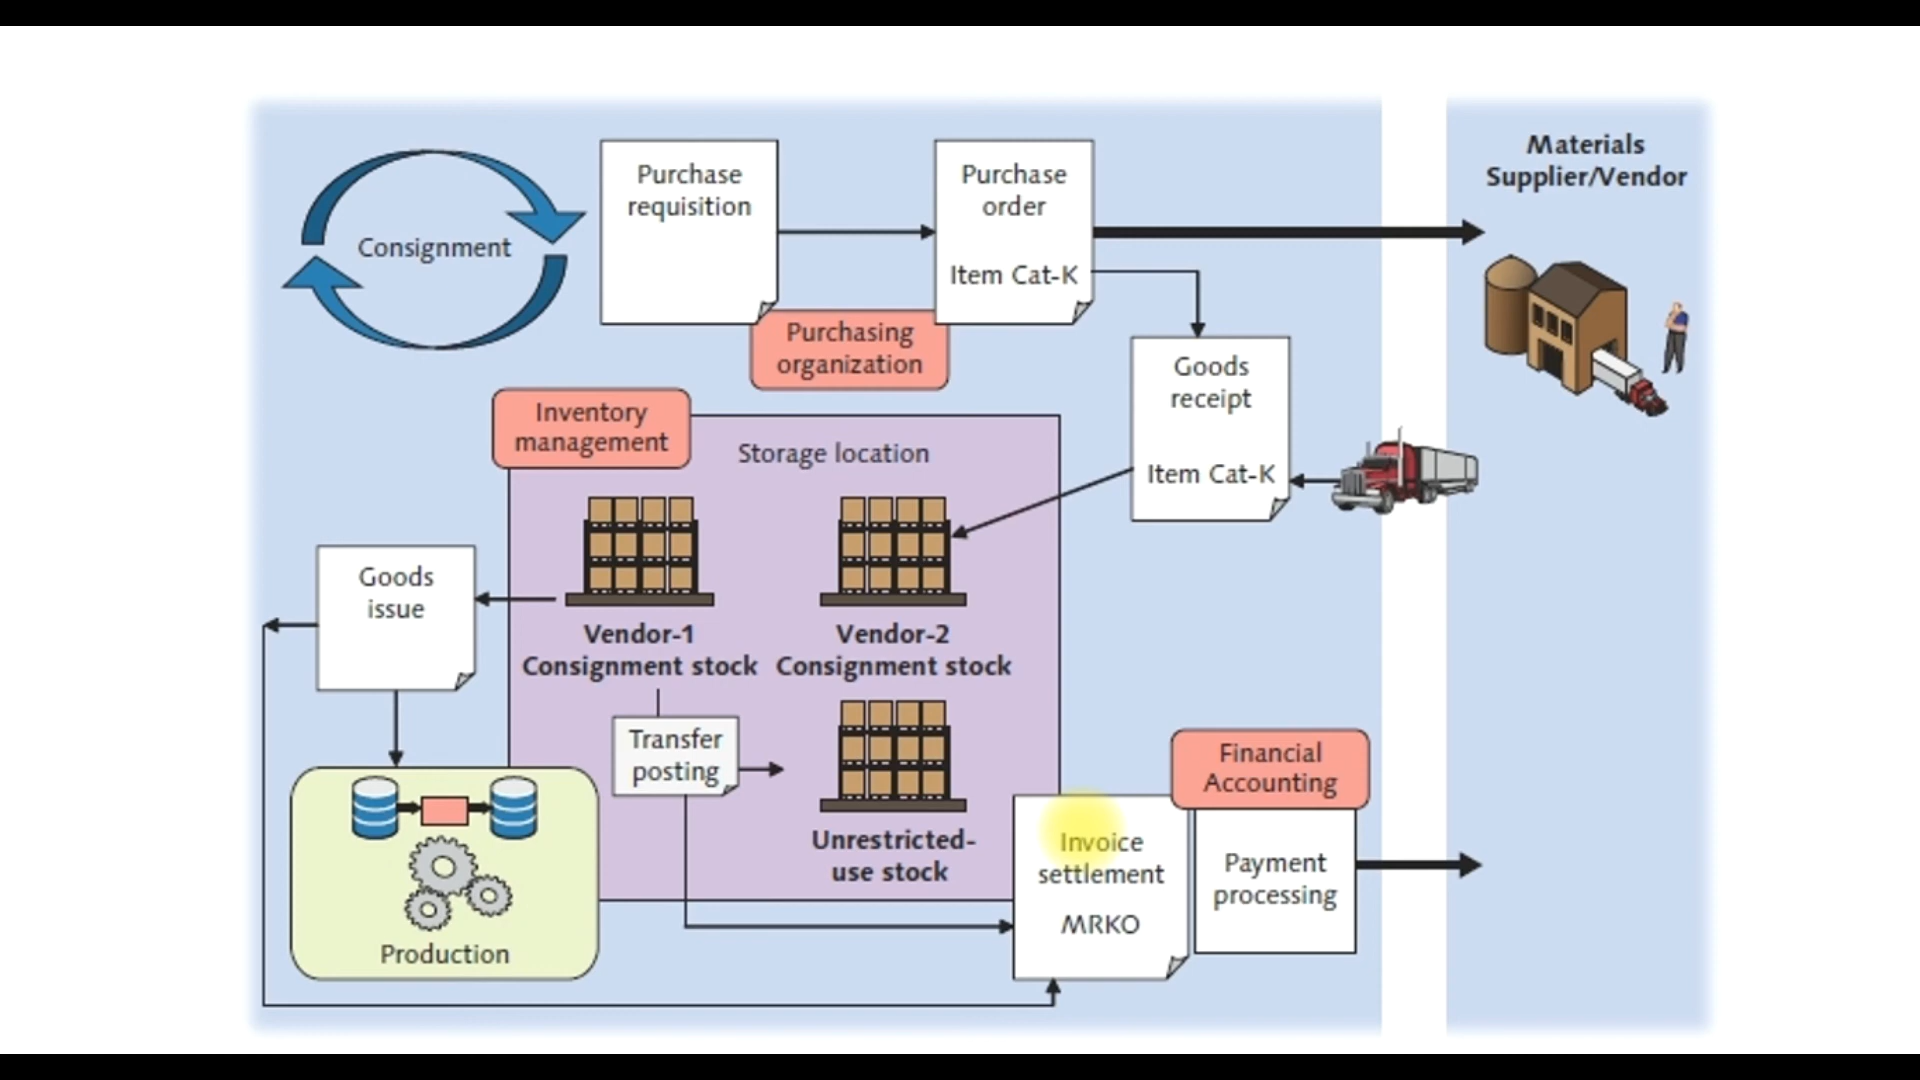 Materials
Supplier/Vendor
Consignment
Purchase
requisition
Purchase
order
Item Cat-K
Purchasing
organization
Goods
receipt
Item Cat-K
Inventory
management
Storage location
Goods
issue
Vendor-1
Consignment stock
Vendor-2
Consignment stock
Transfer
posting
Unrestricted-
use stock
Production
Financial
Accounting
Invoice
settlement
MRKO
Payment
processing